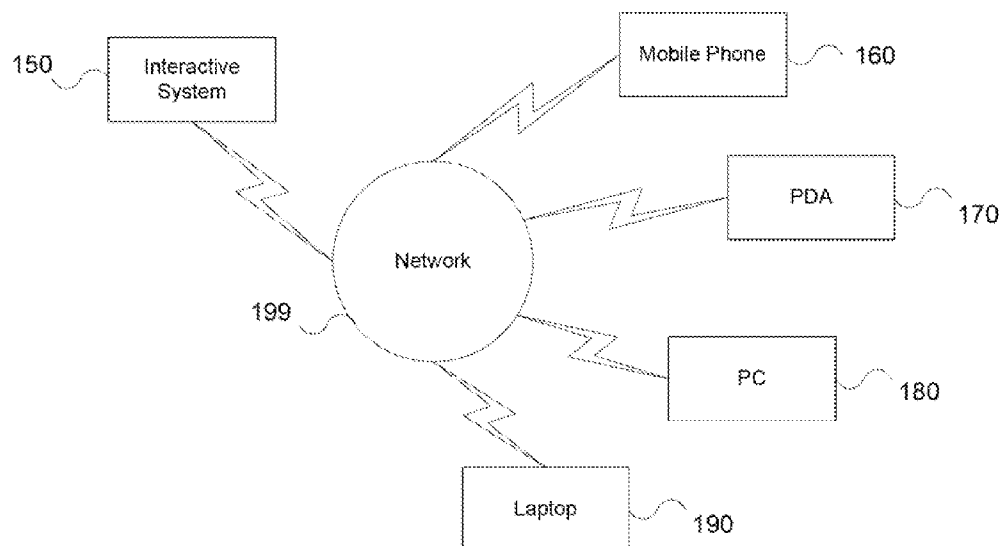 150
Interactive
System
Mobile Phone
160
PDA
170
Network
199
PC
180
Laptop
190